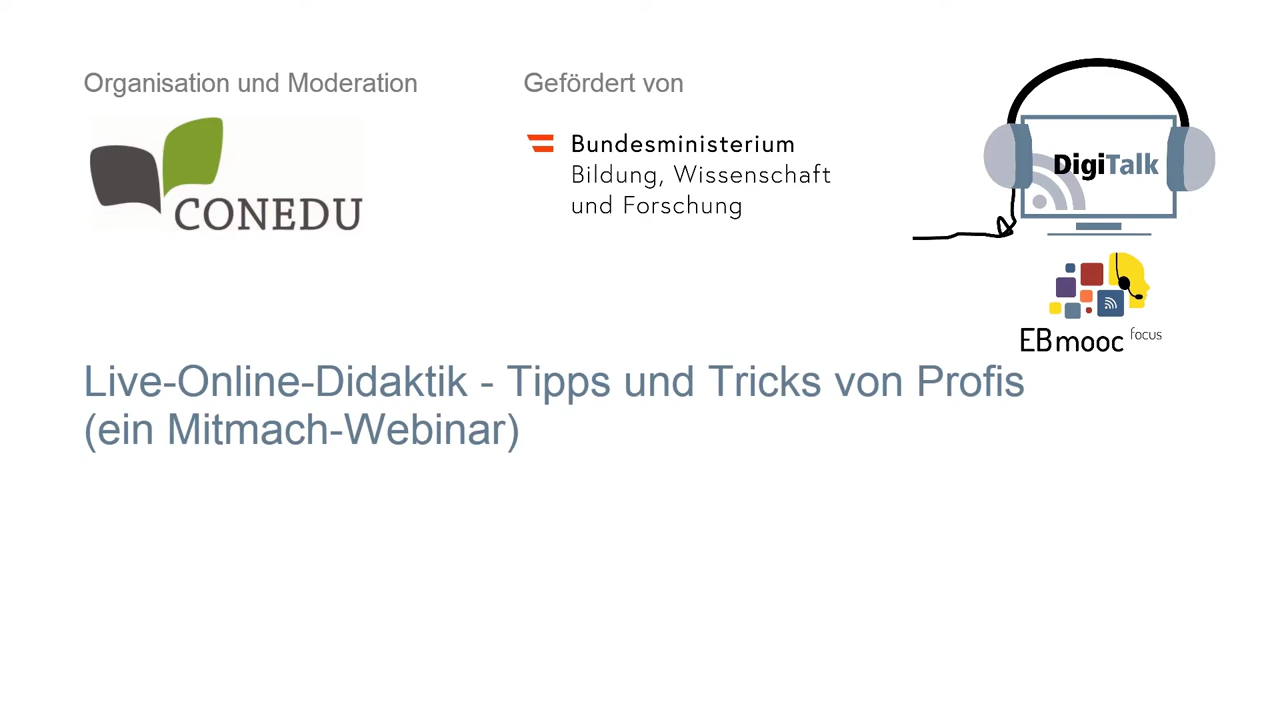 Organisation und Moderation
CONEDU
Gefördert von
Bundesministerium
Bildung, Wissenschaft
und Forschung
DigiTalk
EBmooc focus
Live-Online-Didaktik - Tipps und Tricks von Profis
(ein Mitmach-Webinar)